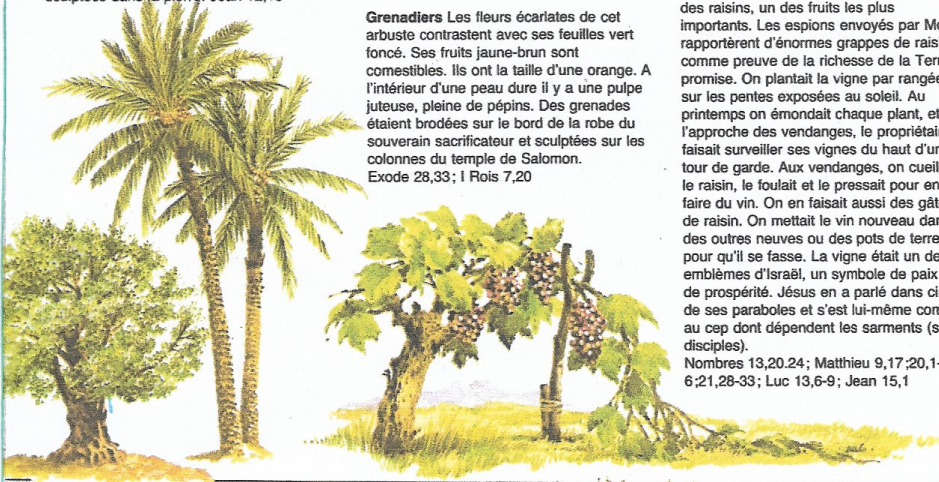 Grenadiers Les fleurs écarlates de cet
arbuste contrastent avec ses feuilles vert
foncé. Ses fruits jaune-brun sont
comestibles. Ils ont la taille d'une orange. A
l'intérieur d'une peau dure il y a une pulpe
juteuse, pleine de pépins. Des grenades
étaient brodées sur le bord de la robe du
souverain sacrificateur et sculptées sur les
colonnes du temple de Salomon.
Exode 28,33; I Rois 7,20
des raisins, un des fruits les plus
importants. Les espions envoyés par
rapportèrent d'énormes grappes de
comme preuve de la richesse de la
promise. On plantait la vigne par
sur les pentes exposées au soleil. Au
printemps on émondait chaque plant, et
l'approche des vendanges, le
faisait surveiller ses vignes du haut
tour de garde. Aux vendanges, on
le raisin, le foulait et le pressait pour en
faire du vin. On en faisait aussi des
de raisin. On mettait le vin nouveau
des outres neuves ou des pots de terre
pour qu'il se fasse. La vigne était un
emblèmes d'Israël, un symbole de paix
de prospérité. Jésus en a parlé dans
de ses paraboles et s'est lui-même
au cep dont dépendent les sarments
disciples).
Nombres 13,20.24; Matthieu 9,17;20,1-
6;21,28-33; Luc 13,6-9; Jean 15,1